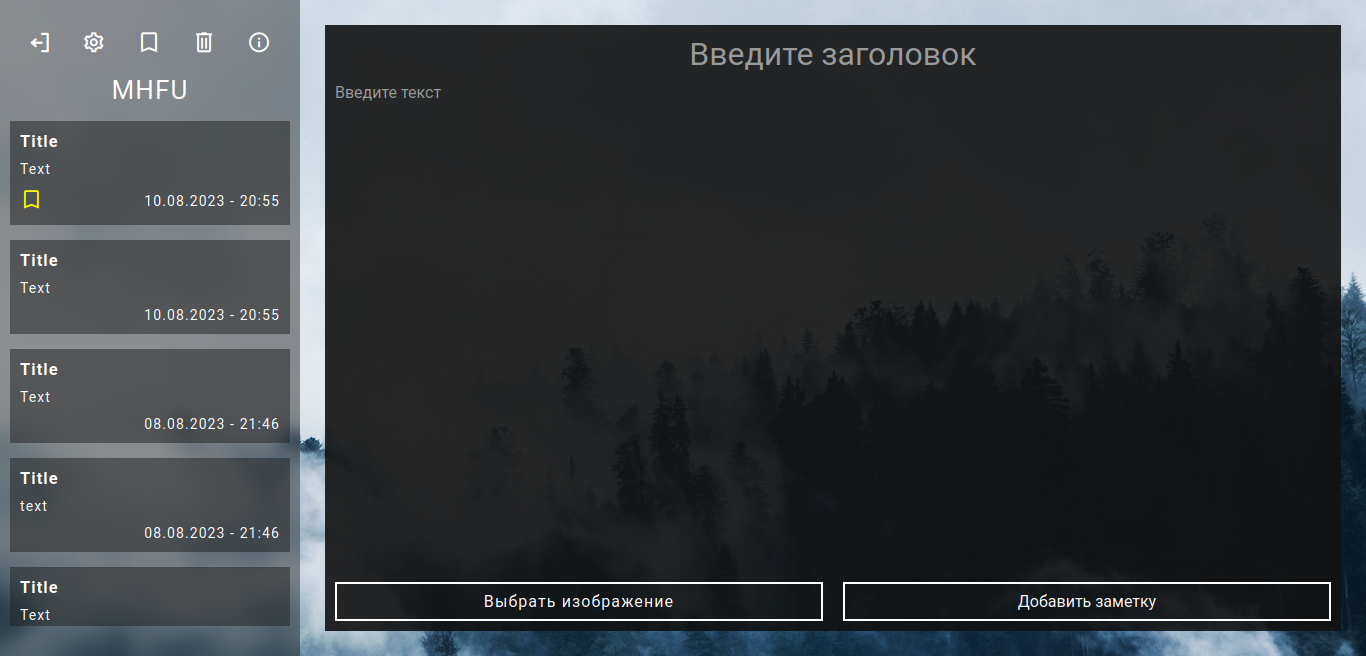 MHFU
Title
Text
10.08.2023 - 20:55
Title
Text
10.08.2023 - 20:55
Title
Text
08.08.2023 - 21:46
Title
text
08.08.2023 - 21:46
Title
Text
Введите заголовок
Введите текст
Выбрать изображение
Добавить заметку